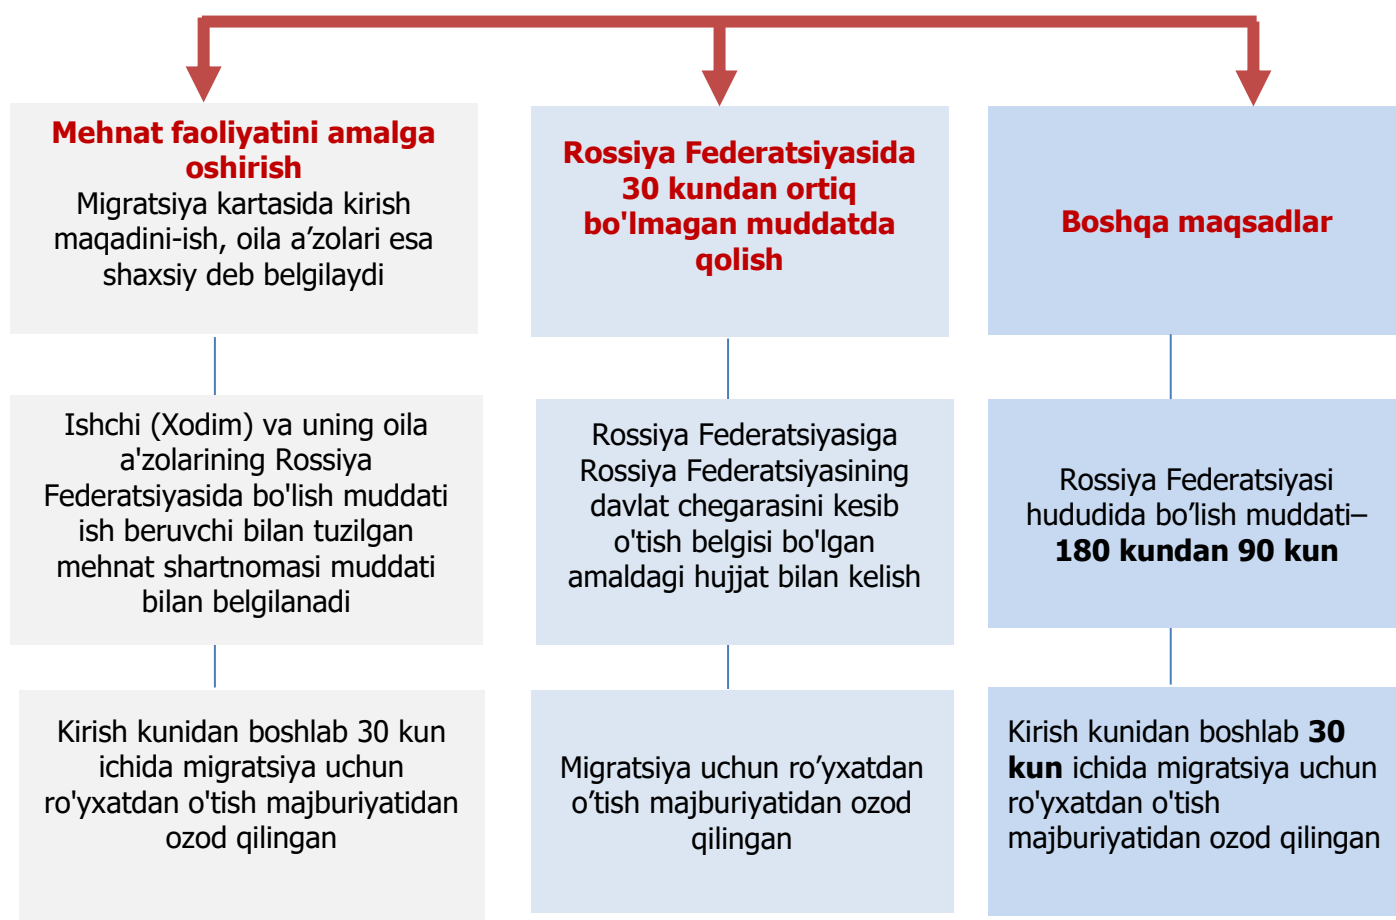 Mehnat faoliyatini amalga
oshirish
Migratsiya kartasida kirish
maqadini-ish, oila a’zolari esa
shaxsiy deb belgilaydi
Ishchi (Xodim) va uning oila
a'zolarining Rossiya
Federatsiyasida bo'lish muddati
ish beruvchi bilan tuzilgan
mehnat shartnomasi muddati
bilan belgilanadi
Kirish kunidan boshlab 30 kun
ichida migratsiya uchun
ro'yxatdan o'tish majburiyatidan
ozod qilingan
Rossiya Federatsiyasida
30 kundan ortiq
bo'lmagan muddatda
qolish
Rossiya Federatsiyasiga
Rossiya Federatsiyasining
davlat chegarasini kesib
o'tish belgisi bo'lgan
amaldagi hujjat bilan kelish
Migratsiya uchun ro’yxatdan
o’tish majburiyatidan ozod
qilingan
Boshqa maqsadlar
Rossiya Federatsiyasi
hududida bo’lish muddati–
180 kundan 90 kun
Kirish kunidan boshlab 30
kun ichida migratsiya uchun
ro'yxatdan o'tish
majburiyatidan ozod qilingan